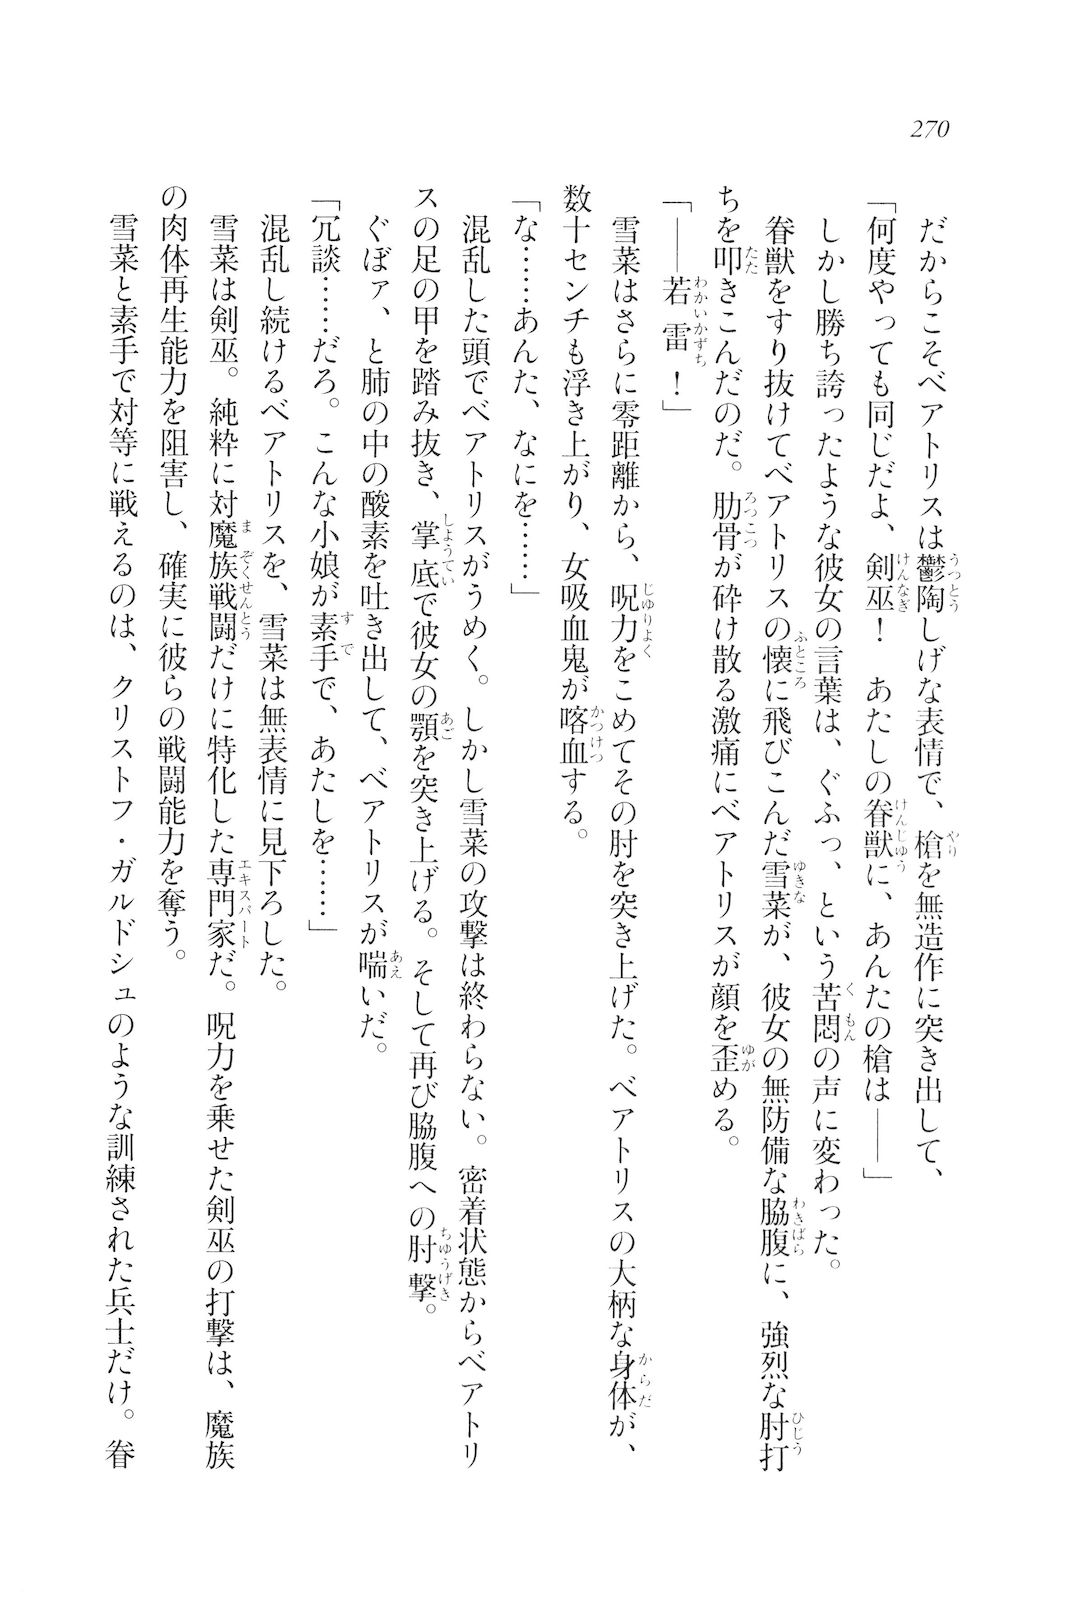 270
だからこそベアトリスは鬱陶しげな表情で、槍を無造作に突き出して、
「何度やっても同じだよ、剣巫！　あたしの眷獣に、あんたの槍は――」
しかし勝ち誇ったような彼女の言葉は、ぐふっ、という苦悶の声に変わった。
眷獣をすり抜けてベアトリスの懐に飛びこんだ雪菜が、彼女の無防備な脇腹に、強烈な肘打
ちを叩きこんだのだ。肋骨が砕け散る激痛にベアトリスが顔を歪める。
「――若雷！」
雪菜はさらに零距離から、呪力をこめてその肘を突き上げた。ベアトリスの大柄な身体が、
数十センチも浮き上がり、女吸血鬼が喀血する。
「な……あんた、なにを……」
混乱した頭でベアトリスがうめく。しかし雪菜の攻撃は終わらない。密着状態からベアトリ
スの足の甲を踏み抜き、掌底で彼女の顎を突き上げる。そして再び脇腹への肘撃。
ぐぼァ、と肺の中の酸素を吐き出して、ベアトリスが喘いだ。
「冗談……だろ。こんな小娘が素手で、あたしを……」
混乱し続けるベアトリスを、雪菜は無表情に見下ろした。
雪菜は剣巫。純粋に対魔族戦闘だけに特化した専門家だ。呪力を乗せた剣巫の打撃は、魔族
の肉体再生能力を阻害し、確実に彼らの戦闘能力を奪う。
雪菜と素手で対等に戦えるのは、クリストフ・ガルドシュのような訓練された兵士だけ。眷